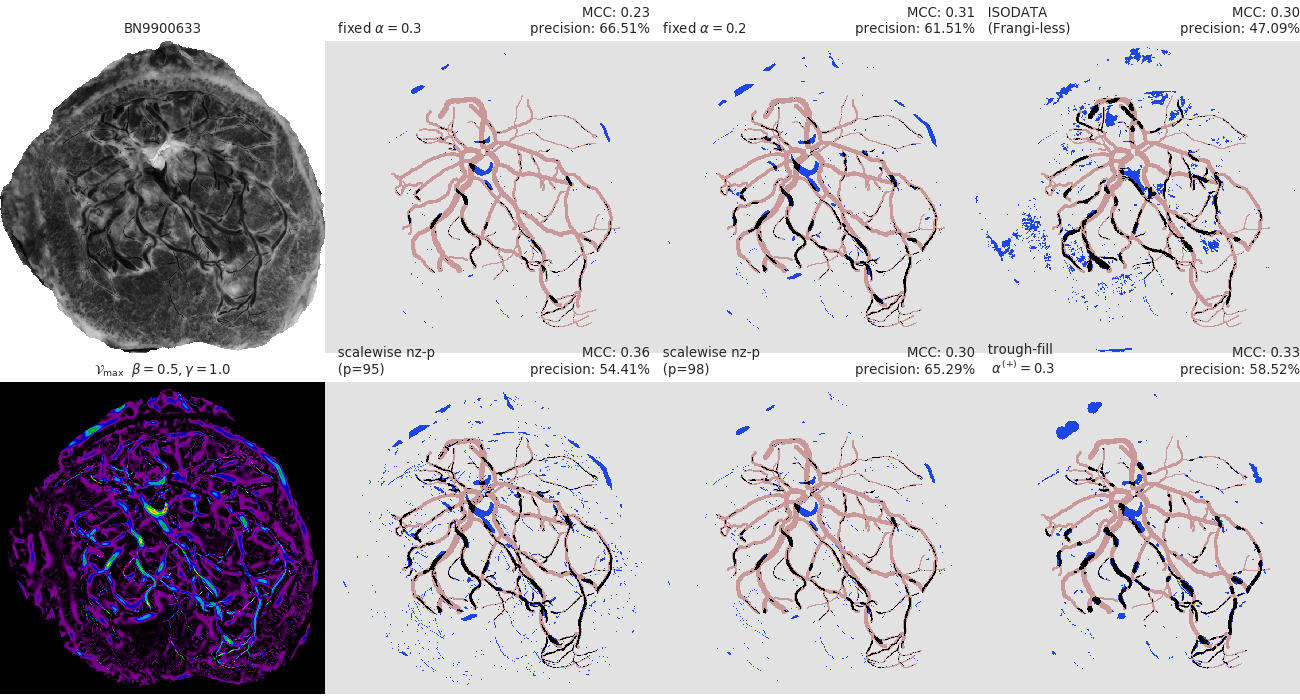 BN9900633
fixed α = 0.3
MCC: 0.23
precision: 66.51%
fixed α = 0.2
MCC: 0.31
precision: 61.51%
ISODATA
(Frangi-less)
MCC: 0.30
precision: 47.09%
𝒱max β = 0.5, γ = 1.0
scalewise nz-p
(p=95)
MCC: 0.36
precision: 54.41%
scalewise nz-p
(p=98)
MCC: 0.30
precision: 65.29%
trough-fill
α(+) = 0.3
MCC: 0.33
precision: 58.52%